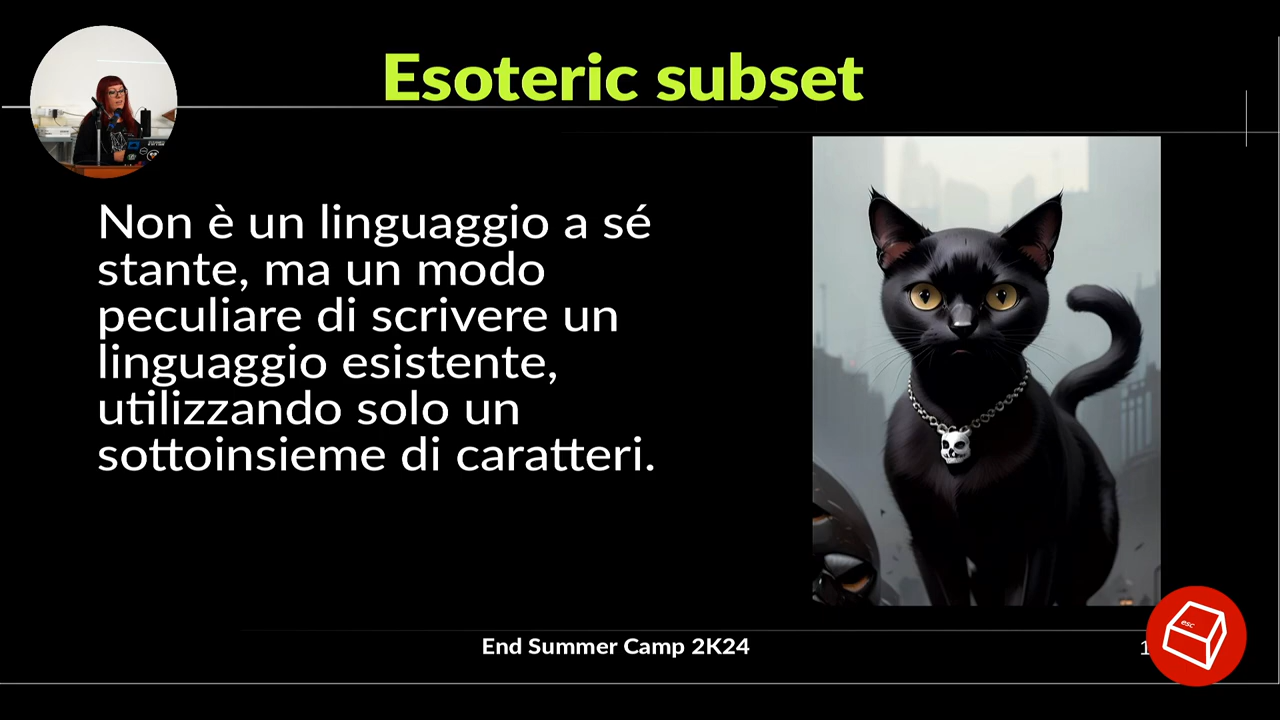 Esoteric subset
Non è un linguaggio a sé
stante, ma un modo
peculiare di scrivere un
linguaggio esistente,
utilizzando solo un
sottoinsieme di caratteri.
End Summer Camp 2K24
esc